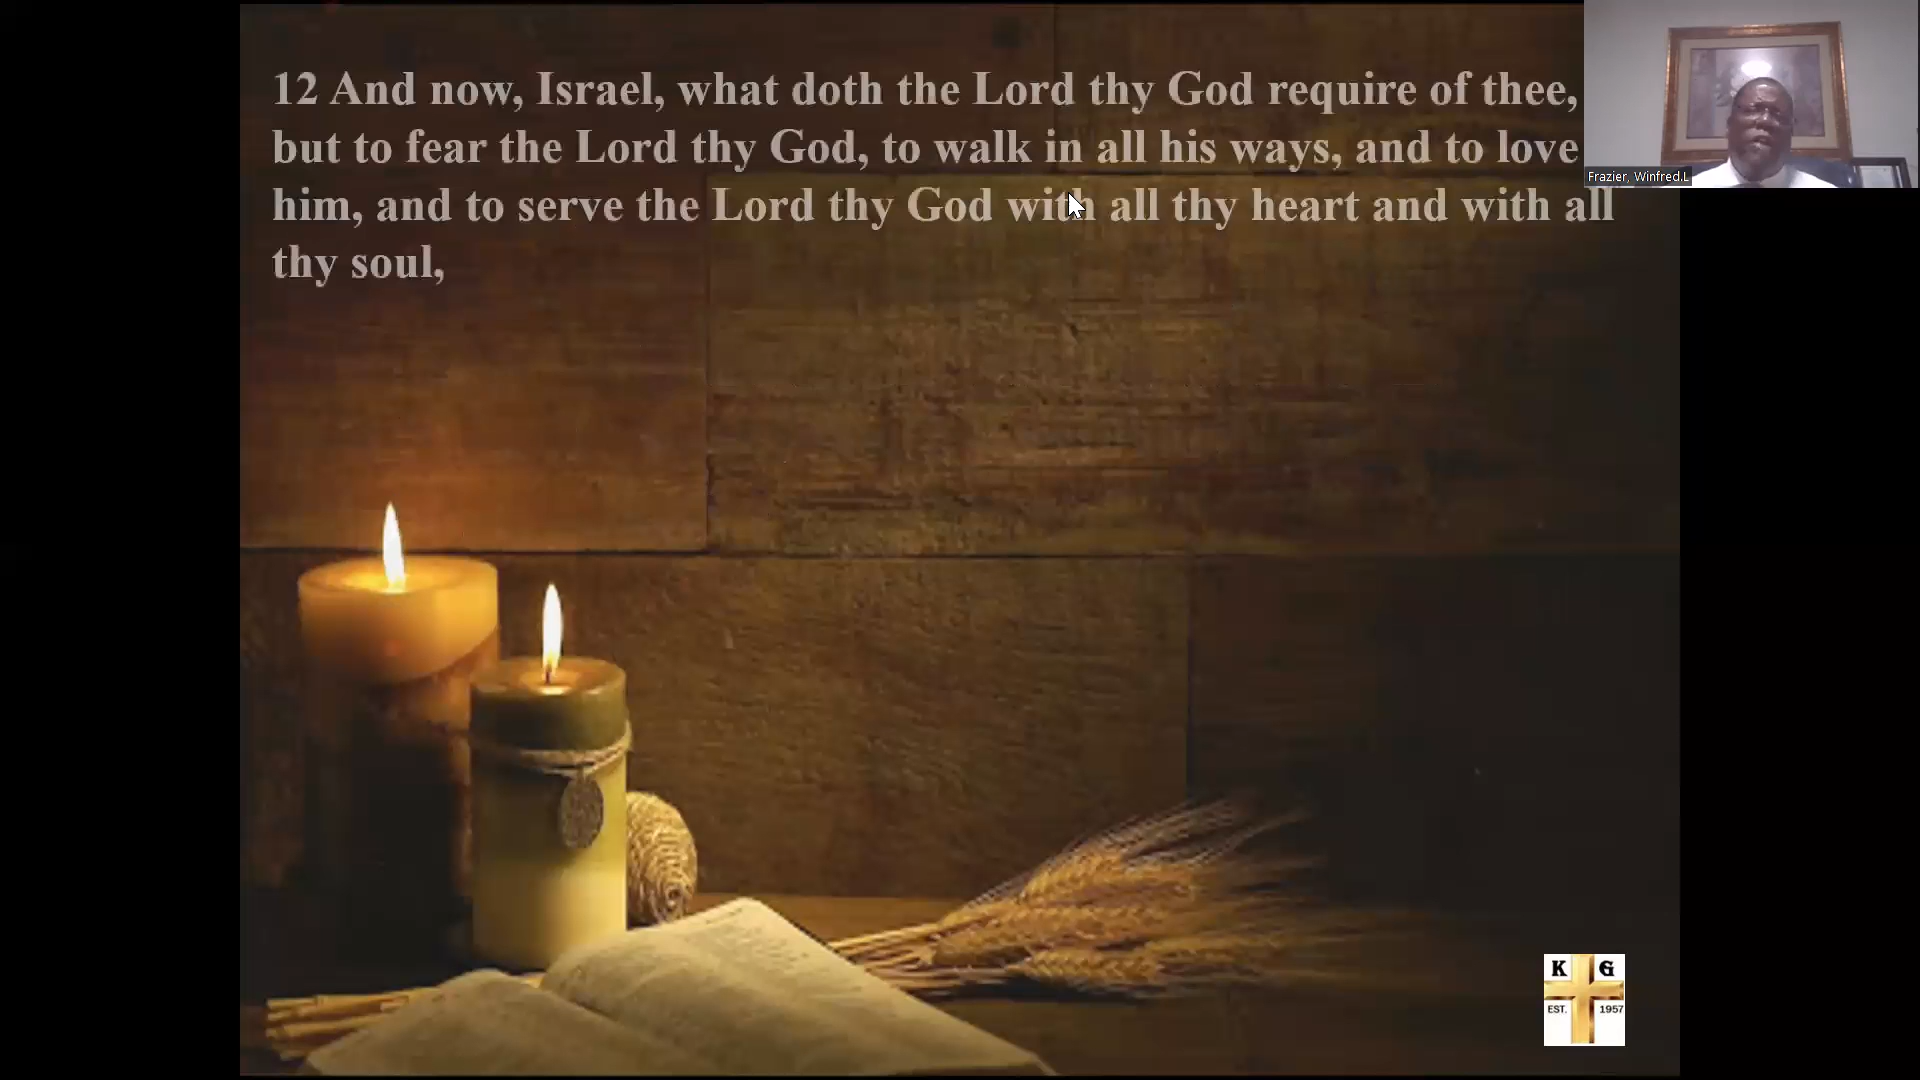 12 And now, Israel, what doth the Lord thy God require of thee,
but to fear the Lord thy God, to walk in all his ways, and to love
him, and to serve the Lord thy God with all thy heart and with all
thy soul,
Frazier, Winfred.L
K G
EST. 1957